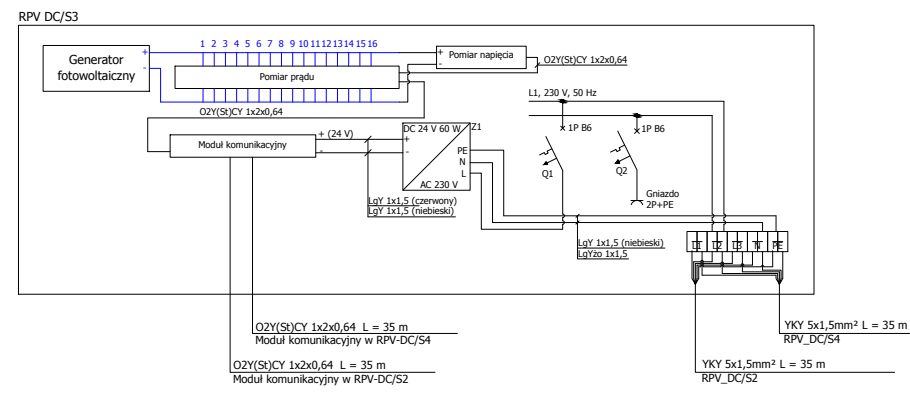 RPV DC/S3
Generator
fotowoltaiczny
+
-
1 2 3 4 5 6 7 8 9 10 11 12 13 14 15 16
Pomiar prądu
+ Pomiar napięcia
-
O2Y(St)CY 1x2x0,64
O2Y(St)CY 1x2x0,64
Moduł komunikacyjny
+ (24 V)
-
DC 24 V 60 W
Z1
+
-
PE
N
L
AC 230 V
LgY 1x1,5 (czerwony)
LgY 1x1,5 (niebieski)
L1, 230 V, 50 Hz
1P B6
1P B6
Q1
Q2
Gniazdo
2P+PE
LgY 1x1,5 (niebieski)
LgYżo 1x1,5
L1 L2 L3 N PE
O2Y(St)CY 1x2x0,64 L = 35 m
Moduł komunikacyjny w RPV-DC/S4
O2Y(St)CY 1x2x0,64 L = 35 m
Moduł komunikacyjny w RPV-DC/S2
YKY 5x1,5mm² L = 35 m
RPV_DC/S4
YKY 5x1,5mm² L = 35 m
RPV_DC/S2